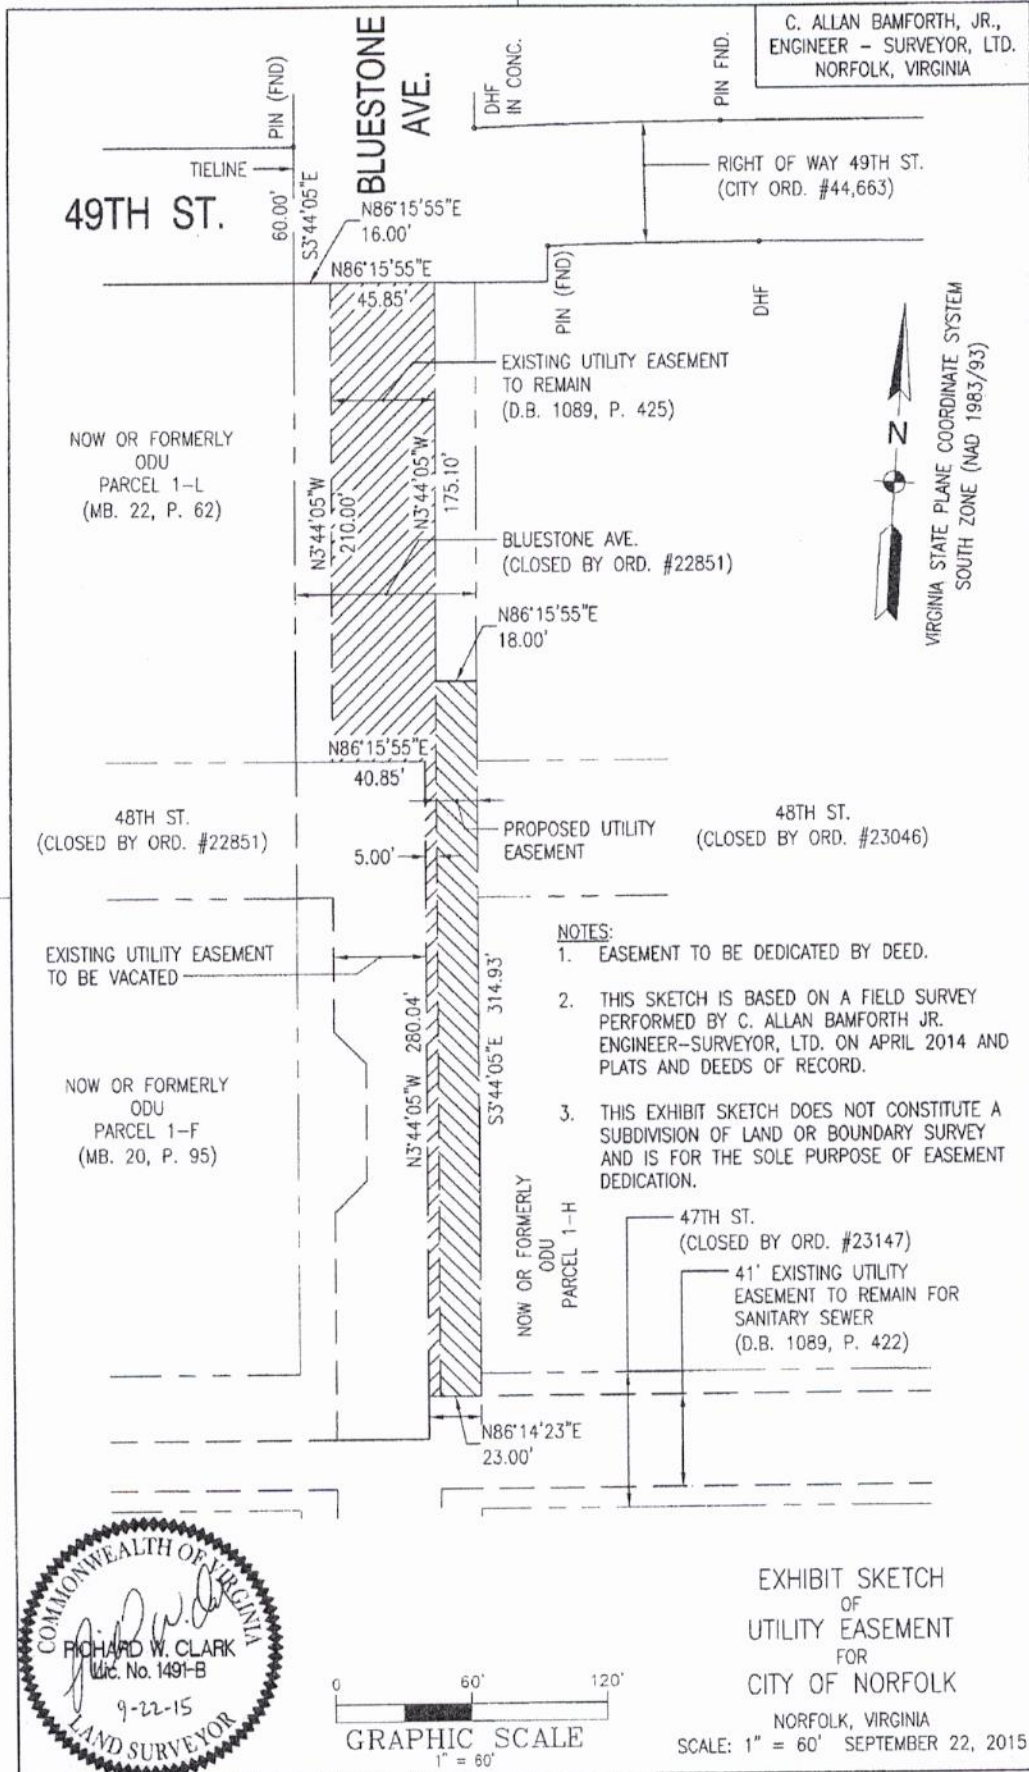 C. ALLAN BAMFORTH, JR.,
ENGINEER - SURVEYOR, LTD.
NORFOLK, VIRGINIA
BLUESTONE
AVE.
PIN (FND)
DHF
IN CONC.
PIN FND.
TIELINE
49TH ST.
60.00'
S3°44'05"E
N86°15'55"E
16.00'
RIGHT OF WAY 49TH ST.
(CITY ORD. #44,663)
N86°15'55"E
45.85'
PIN (FND)
DHF
EXISTING UTILITY EASEMENT
TO REMAIN
(D.B. 1089, P. 425)
N
VIRGINIA STATE PLANE COORDINATE SYSTEM
SOUTH ZONE (NAD 1983/93)
NOW OR FORMERLY
ODU
PARCEL 1-L
(MB. 22, P. 62)
N3°44'05"W
210.00'
N3°44'05"W
175.10'
BLUESTONE AVE.
(CLOSED BY ORD. #22851)
N86°15'55"E
18.00'
N86°15'55"E
40.85'
48TH ST.
(CLOSED BY ORD. #22851)
5.00'
PROPOSED UTILITY
EASEMENT
48TH ST.
(CLOSED BY ORD. #23046)
EXISTING UTILITY EASEMENT
TO BE VACATED
N3°44'05"W 280.04'
S3°44'05"E 314.93'
NOTES:
1. EASEMENT TO BE DEDICATED BY DEED.
2. THIS SKETCH IS BASED ON A FIELD SURVEY
PERFORMED BY C. ALLAN BAMFORTH JR.
ENGINEER-SURVEYOR, LTD. ON APRIL 2014 AND
PLATS AND DEEDS OF RECORD.
3. THIS EXHIBIT SKETCH DOES NOT CONSTITUTE A
SUBDIVISION OF LAND OR BOUNDARY SURVEY
AND IS FOR THE SOLE PURPOSE OF EASEMENT
DEDICATION.
NOW OR FORMERLY
ODU
PARCEL 1-F
(MB. 20, P. 95)
NOW OR FORMERLY
ODU
PARCEL 1-H
47TH ST.
(CLOSED BY ORD. #23147)
41' EXISTING UTILITY
EASEMENT TO REMAIN FOR
SANITARY SEWER
(D.B. 1089, P. 422)
N86°14'23"E
23.00'
COMMONWEALTH OF VIRGINIA
RICHARD W. CLARK
Lic. No. 1491-B
9-22-15
LAND SURVEYOR
0 60' 120'
GRAPHIC SCALE
1" = 60'
EXHIBIT SKETCH
OF
UTILITY EASEMENT
FOR
CITY OF NORFOLK
NORFOLK, VIRGINIA
SCALE: 1" = 60' SEPTEMBER 22, 2015